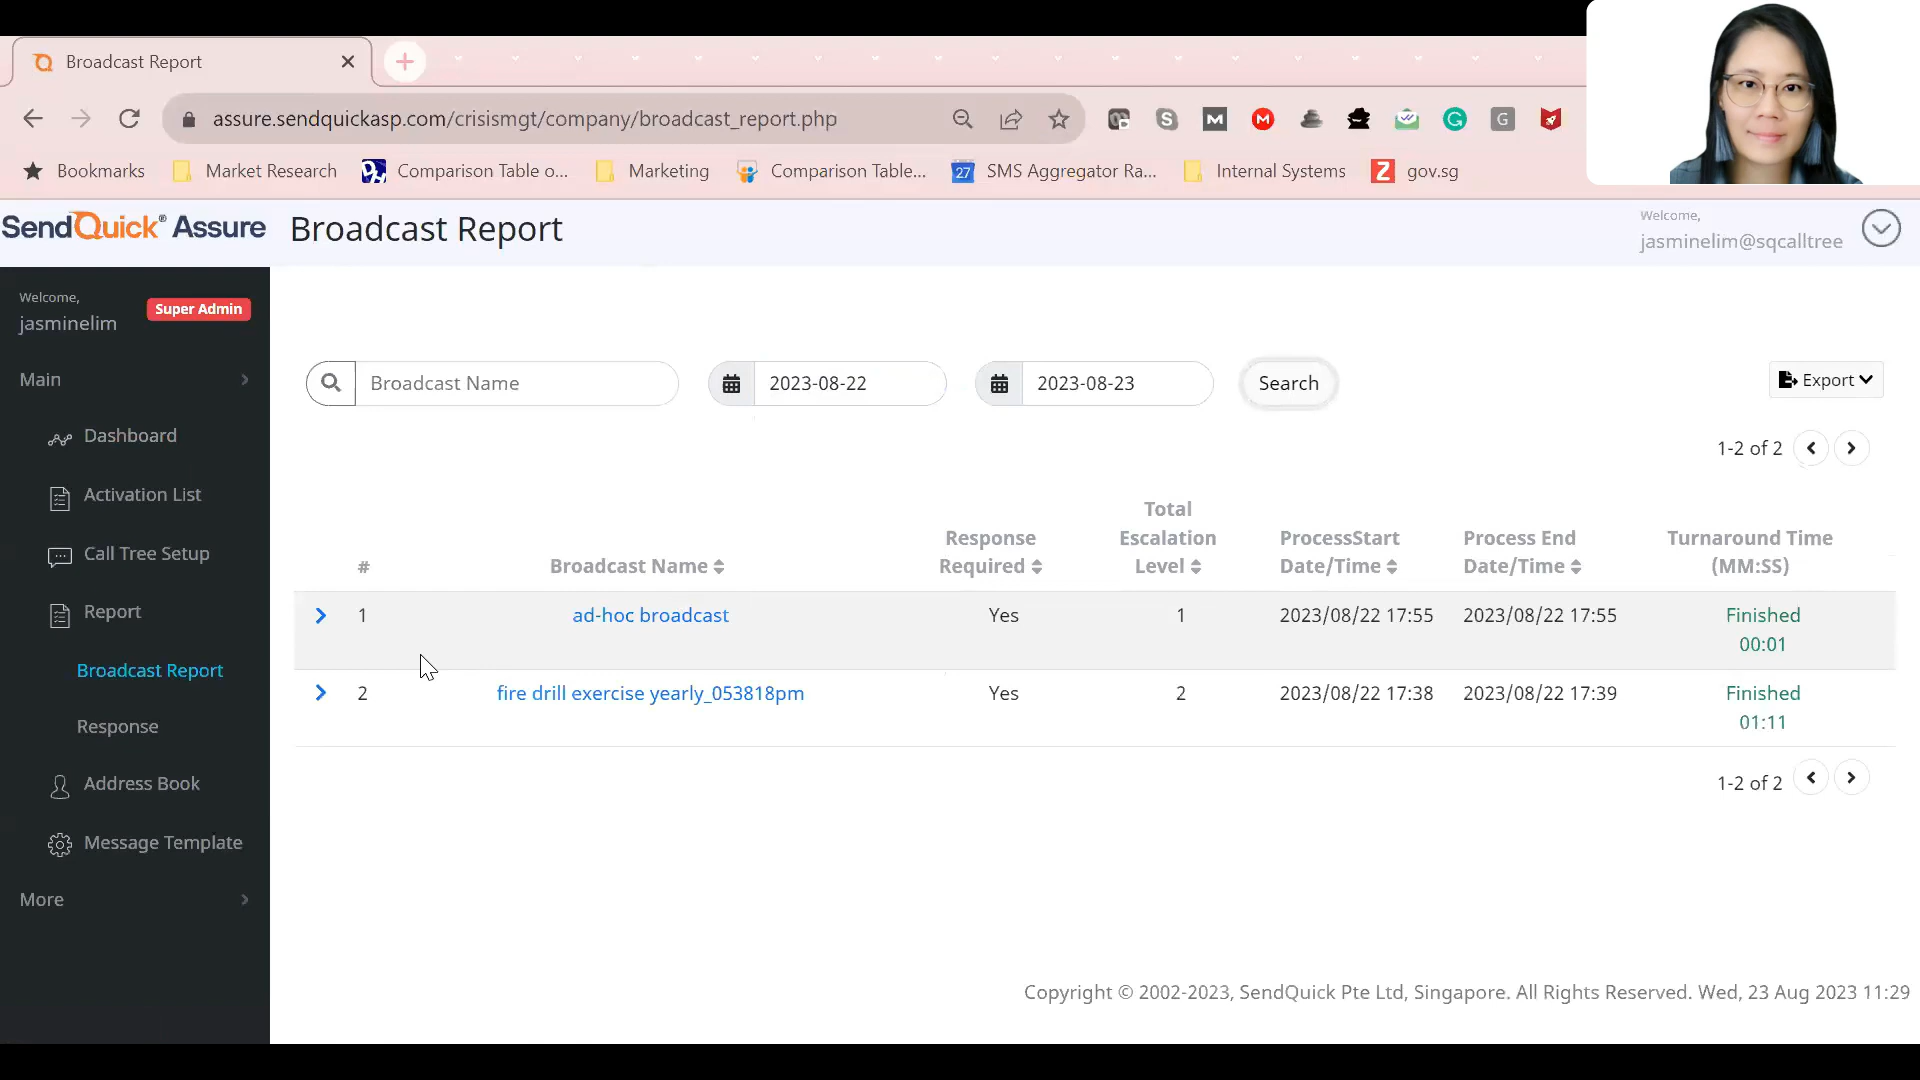 Broadcast Report
assure.sendquickasp.com/crisismgt/company/broadcast_report.php
Bookmarks
Market Research
Comparison Table o...
Marketing
Comparison Table...
27
SMS Aggregator Ra...
Internal Systems
gov.sg
SendQuick® Assure
Broadcast Report
Welcome,
jasminelim@sqcalltree
Welcome,
jasminelim
Super Admin
Main
Dashboard
Activation List
Call Tree Setup
Report
Broadcast Report
Response
Address Book
Message Template
More
Broadcast Name
2023-08-22
2023-08-23
Search
Export
1-2 of 2
# Broadcast Name Response Required Total Escalation Level ProcessStart Date/Time Process End Date/Time Turnaround Time (MM:SS)
1 ad-hoc broadcast Yes 1 2023/08/22 17:55 2023/08/22 17:55 Finished
00:01
2 fire drill exercise yearly_053818pm Yes 2 2023/08/22 17:38 2023/08/22 17:39 Finished
01:11
1-2 of 2
Copyright © 2002-2023, SendQuick Pte Ltd, Singapore. All Rights Reserved. Wed, 23 Aug 2023 11:29